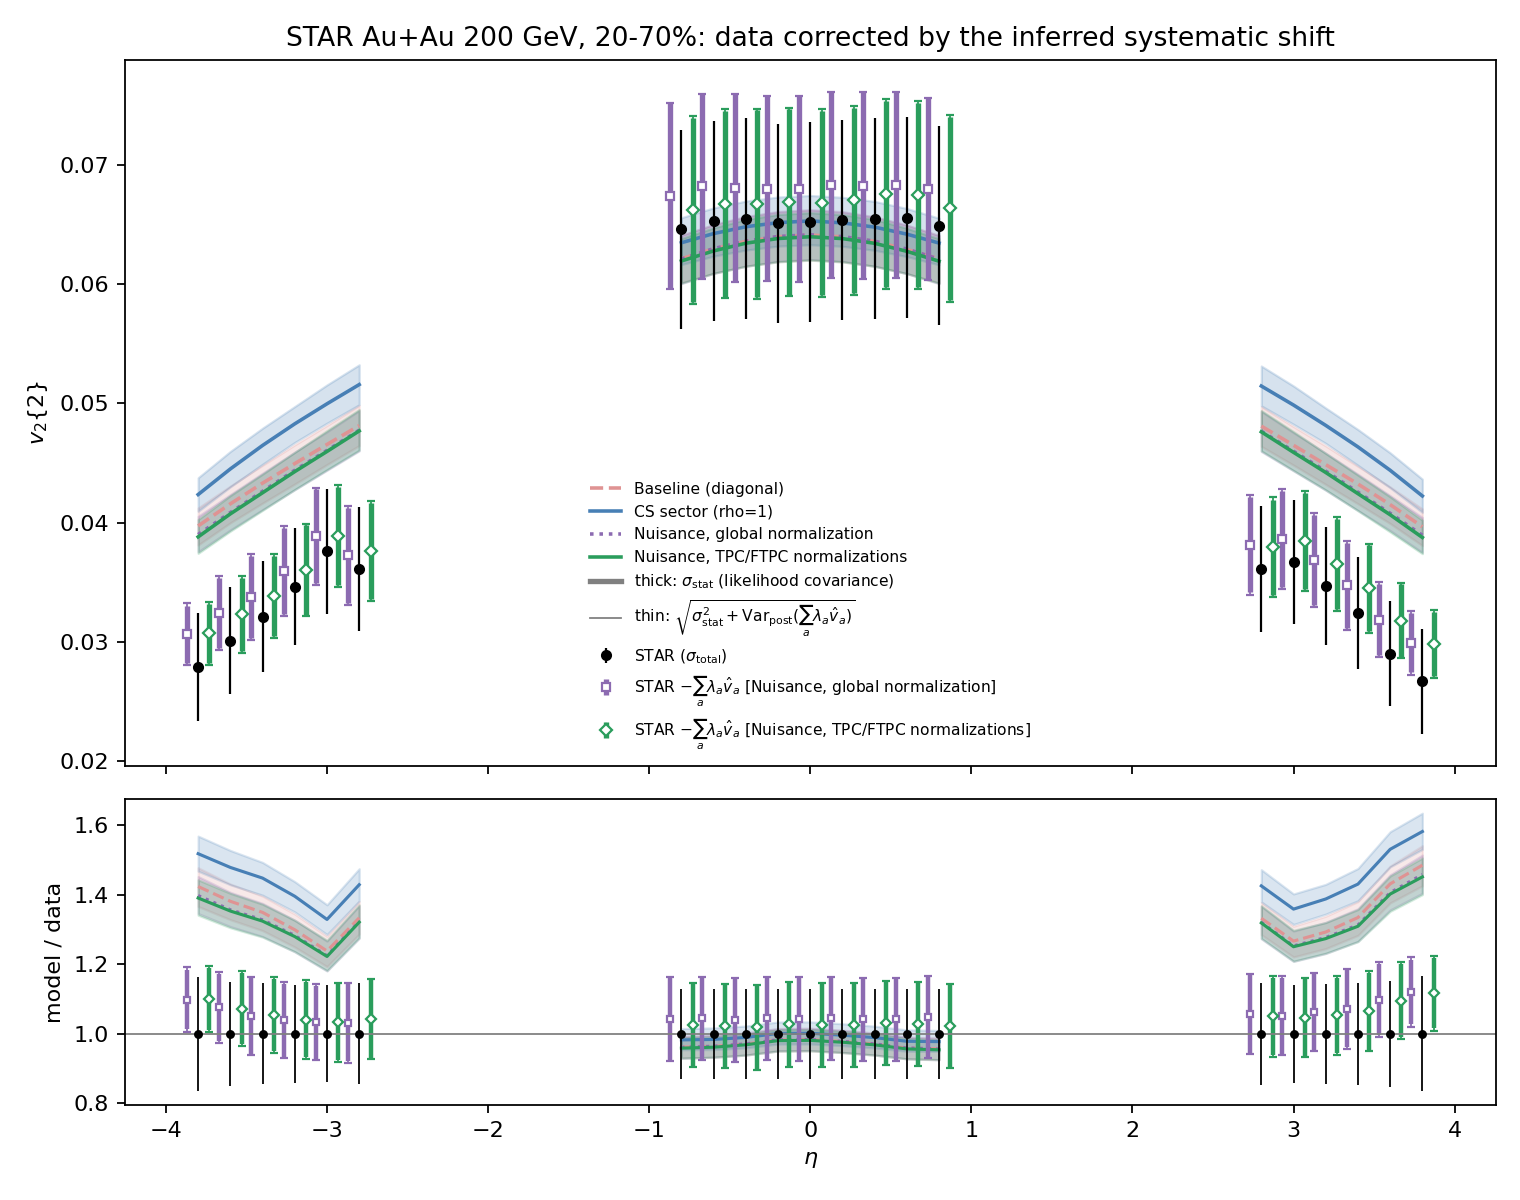 STAR Au+Au 200 GeV, 20-70%: data corrected by the inferred systematic shift
v₂{2}
0.07
0.06
0.05
0.04
0.03
0.02
Baseline (diagonal)
CS sector (rho=1)
Nuisance, global normalization
Nuisance, TPC/FTPC normalizations
thick: σ_stat (likelihood covariance)
thin: √(σ²_stat + Var_post(∑_a λ_a v̂_a))
STAR (σ_total)
STAR −∑_a λ_a v̂_a [Nuisance, global normalization]
STAR −∑_a λ_a v̂_a [Nuisance, TPC/FTPC normalizations]
model / data
1.6
1.4
1.2
1.0
0.8
−4 −3 −2 −1 0 1 2 3 4
η